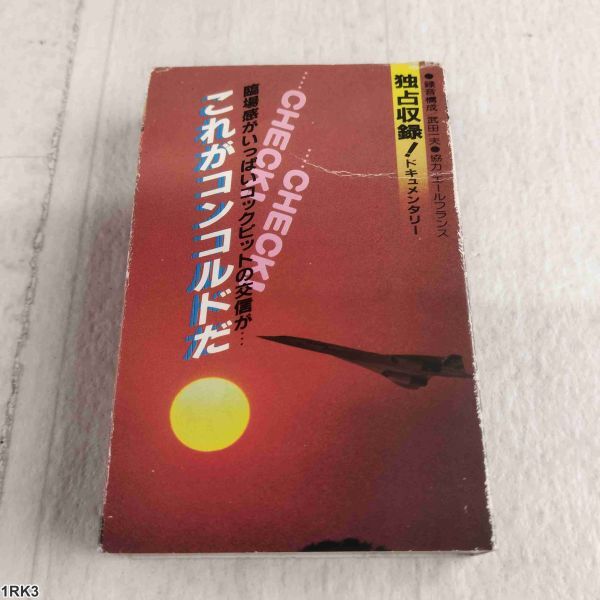 ●録音構成 武田一夫●協力/エールフランス
独占収録!ドキュメンタリー
……CHECK!
……CHECK!
臨場感がいっぱいコックピットの交信が…
これがコンコルドだ
1RK3